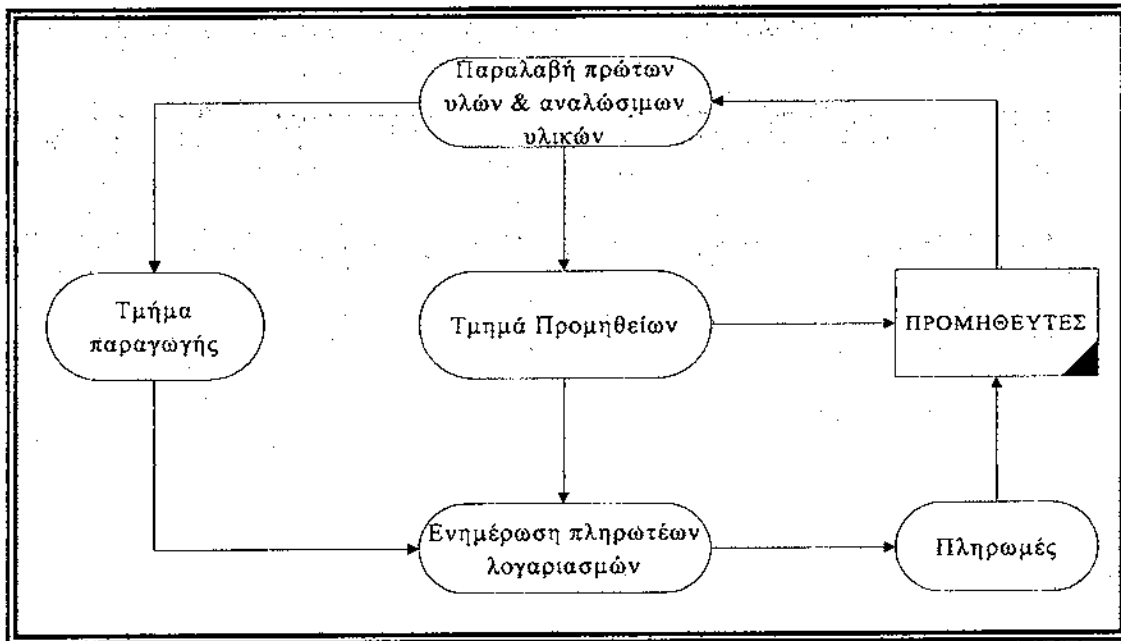 Παραλαβή πρώτων
υλών & αναλώσιμων
υλικών
Τμήμα
παραγωγής
Τμημά Προμηθείων
ΠΡΟΜΗΘΕΥΤΕΣ
Ενημέρωση πληρωτέων
λογαριασμών
Πληρωμές